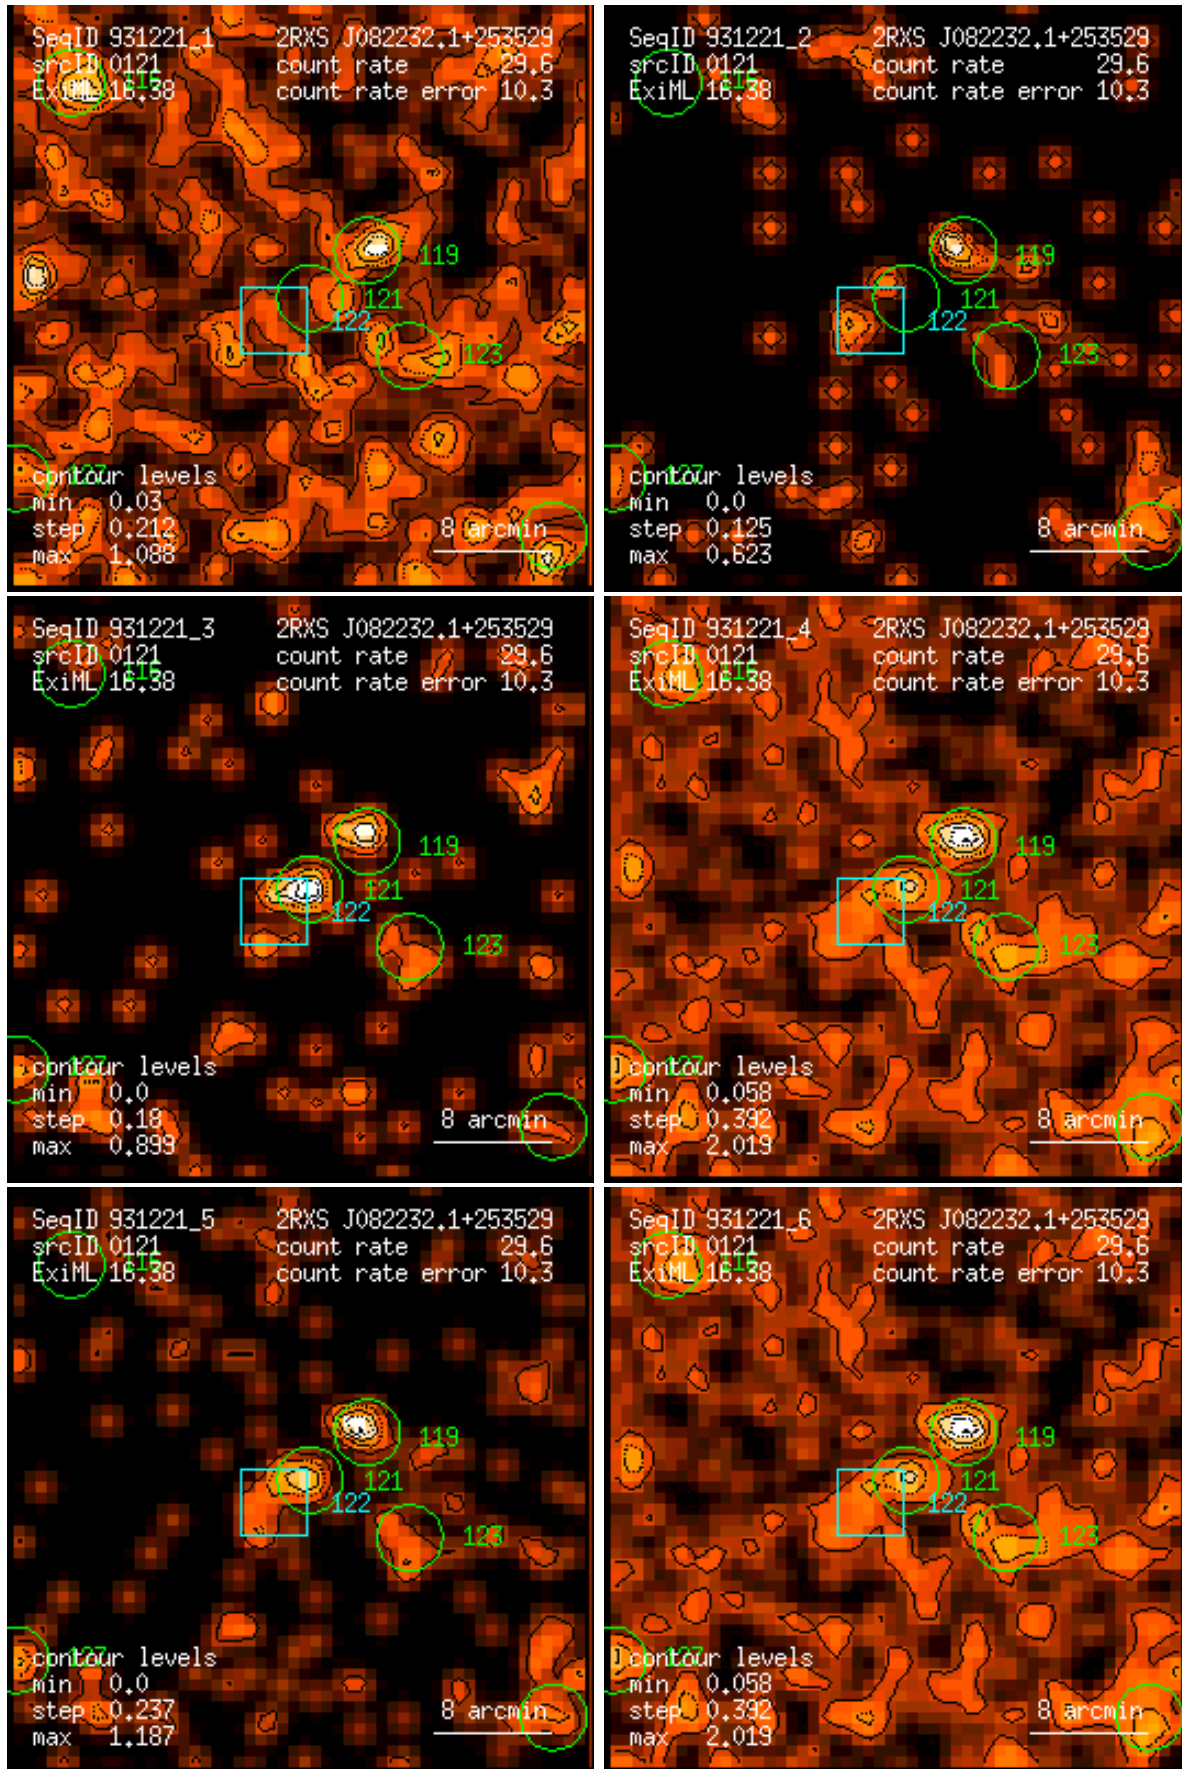 SeqID 931221_1 2RXS J082232.1+253529
srcID 0121 count rate 29.6
ExiML 16.38 count rate error 10.3
119
121
122
123
127
contour levels
min 0.03
step 0.212 8 arcmin
max 1.088
SeqID 931221_2 2RXS J082232.1+253529
srcID 0121 count rate 29.6
ExiML 16.38 count rate error 10.3
119
121
122
123
127
contour levels
min 0.0
step 0.125 8 arcmin
max 0.623
SeqID 931221_3 2RXS J082232.1+253529
srcID 0121 count rate 29.6
ExiML 16.38 count rate error 10.3
119
121
122
123
127
contour levels
min 0.0
step 0.18 8 arcmin
max 0.899
SeqID 931221_4 2RXS J082232.1+253529
srcID 0121 count rate 29.6
ExiML 16.38 count rate error 10.3
119
121
122
123
127
contour levels
min 0.058
step 0.392 8 arcmin
max 2.019
SeqID 931221_5 2RXS J082232.1+253529
srcID 0121 count rate 29.6
ExiML 16.38 count rate error 10.3
119
121
122
123
127
contour levels
min 0.0
step 0.237 8 arcmin
max 1.187
SeqID 931221_6 2RXS J082232.1+253529
srcID 0121 count rate 29.6
ExiML 16.38 count rate error 10.3
119
121
122
123
127
contour levels
min 0.058
step 0.392 8 arcmin
max 2.019